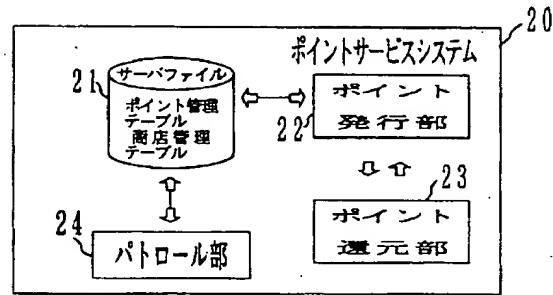 20
ポイントサービスシステム
21
サーバファイル
ポイント管理
テーブル
商店管理
テーブル
22
ポイント
発行部
23
ポイント
還元部
24
パトロール部